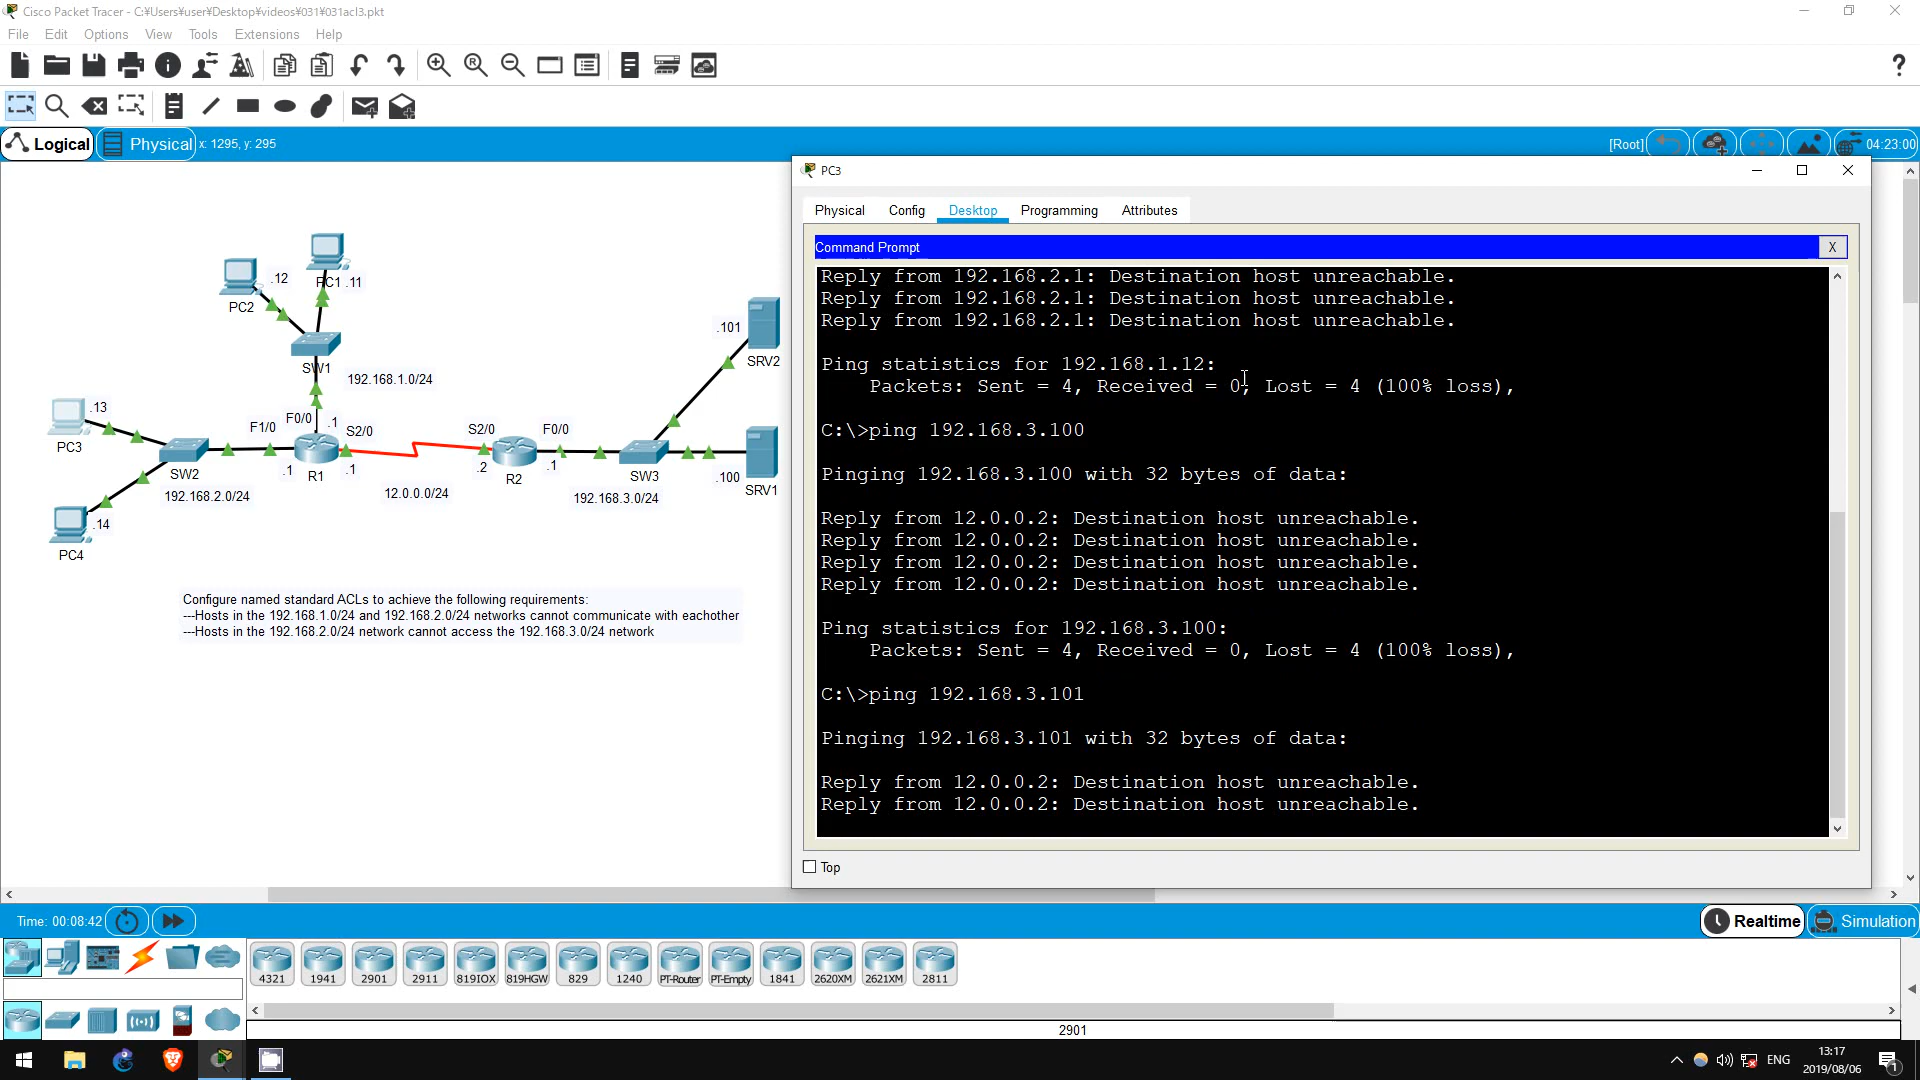 Cisco Packet Tracer - C:¥Users¥user¥Desktop¥videos¥031¥031acl3.pkt
File Edit Options View Tools Extensions Help
Logical Physical x: 1295, y: 295 [Root] 04:23:00
PC3
Physical Config Desktop Programming Attributes
Command Prompt X
Reply from 192.168.2.1: Destination host unreachable.
Reply from 192.168.2.1: Destination host unreachable.
Reply from 192.168.2.1: Destination host unreachable.
Ping statistics for 192.168.1.12:
Packets: Sent = 4, Received = 0, Lost = 4 (100% loss),
C:\>ping 192.168.3.100
Pinging 192.168.3.100 with 32 bytes of data:
Reply from 12.0.0.2: Destination host unreachable.
Reply from 12.0.0.2: Destination host unreachable.
Reply from 12.0.0.2: Destination host unreachable.
Reply from 12.0.0.2: Destination host unreachable.
Ping statistics for 192.168.3.100:
Packets: Sent = 4, Received = 0, Lost = 4 (100% loss),
C:\>ping 192.168.3.101
Pinging 192.168.3.101 with 32 bytes of data:
Reply from 12.0.0.2: Destination host unreachable.
Reply from 12.0.0.2: Destination host unreachable.
Top
.12
PC1 .11
PC2
.101
SW1
SRV2
192.168.1.0/24
.13
F0/0 .1
F1/0
S2/0
S2/0
F0/0
PC3
SW2
.1
R1
.1
.2
R2
.1
SW3
.100
SRV1
192.168.2.0/24
12.0.0.0/24
192.168.3.0/24
.14
PC4
Configure named standard ACLs to achieve the following requirements:
---Hosts in the 192.168.1.0/24 and 192.168.2.0/24 networks cannot communicate with eachother
---Hosts in the 192.168.2.0/24 network cannot access the 192.168.3.0/24 network
Time: 00:08:42 Realtime Simulation
4321 1941 2901 2911 819IOX 819HGW 829 1240 PT-Router PT-Empty 1841 2620XM 2621XM 2811
2901
ENG
13:17
2019/08/06
1